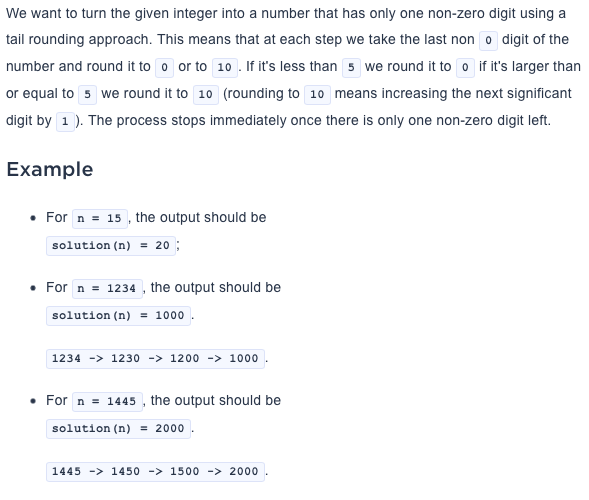 We want to turn the given integer into a number that has only one non-zero digit using a
tail rounding approach. This means that at each step we take the last non 0 digit of the
number and round it to 0 or to 10. If it's less than 5 we round it to 0 if it's larger than
or equal to 5 we round it to 10 (rounding to 10 means increasing the next significant
digit by 1). The process stops immediately once there is only one non-zero digit left.
Example
• For n = 15, the output should be
solution(n) = 20;
• For n = 1234, the output should be
solution(n) = 1000.
1234 -> 1230 -> 1200 -> 1000.
• For n = 1445, the output should be
solution(n) = 2000.
1445 -> 1450 -> 1500 -> 2000.